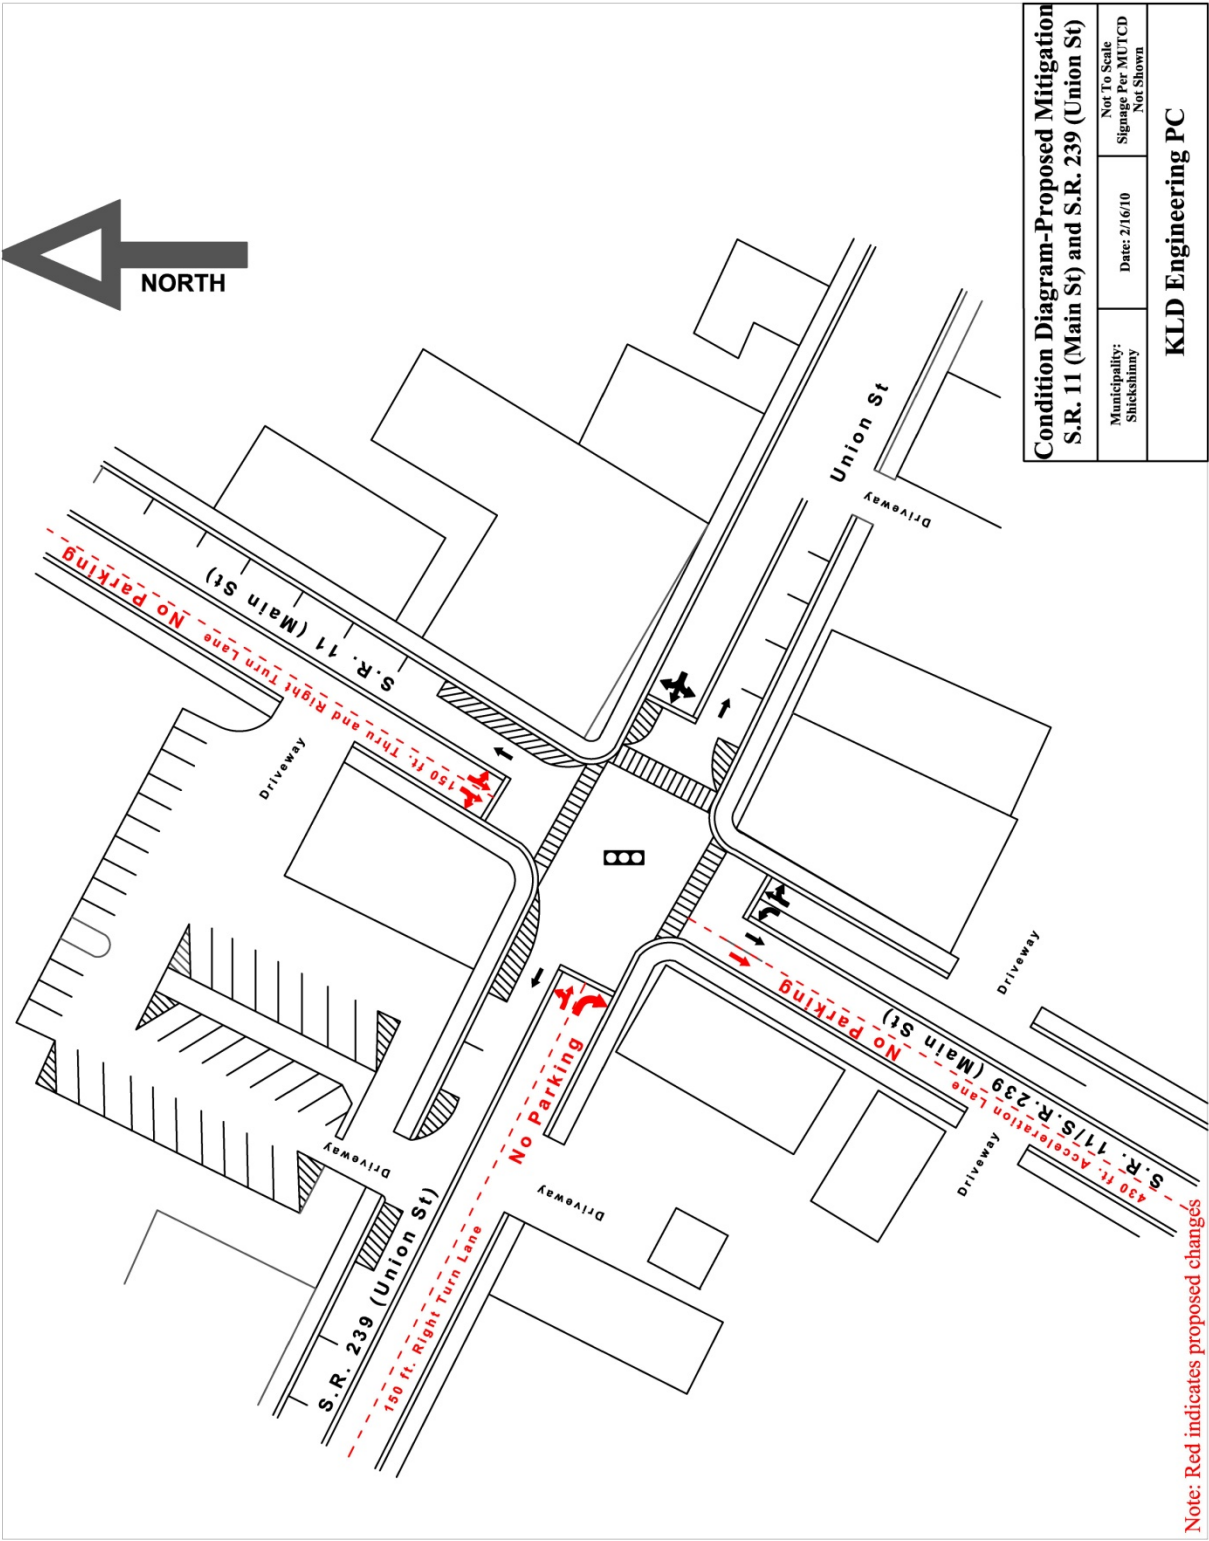 NORTH
Condition Diagram-Proposed Mitigation
S.R. 11 (Main St) and S.R. 239 (Union St)
Municipality:
Shickshinny
Date: 2/16/10
Not To Scale
Signage Per MUTCD
Not Shown
KLD Engineering PC
No Parking
150 ft. Thru and Right Turn Lane
S.R. 11 (Main St)
Driveway
Union St
Driveway
Driveway
No Parking
S.R. 239 (Union St)
150 ft. Right Turn Lane
Driveway
No Parking
S.R. 11/S.R.239 (Main St)
430 ft. Acceleration Lane
Driveway
Driveway
Note: Red indicates proposed changes